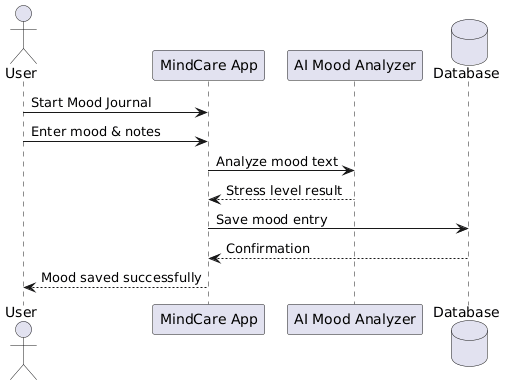 User
MindCare App
AI Mood Analyzer
Database
Start Mood Journal
Enter mood & notes
Analyze mood text
Stress level result
Save mood entry
Confirmation
Mood saved successfully
User
MindCare App
AI Mood Analyzer
Database